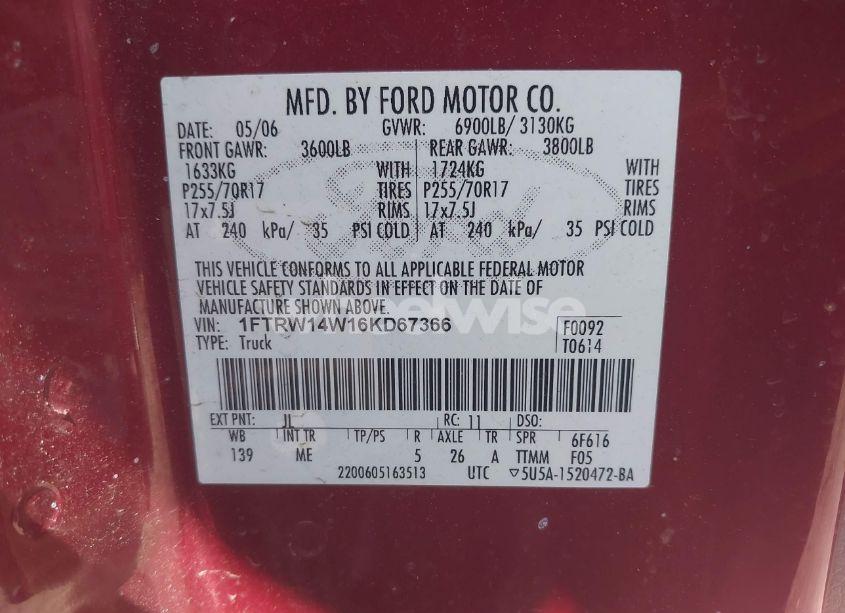 MFD. BY FORD MOTOR CO.
DATE: 05/06 GVWR: 6900LB/ 3130KG
FRONT GAWR: 3600LB REAR GAWR: 3800LB
1633KG WITH 1724KG WITH
P255/70R17 TIRES P255/70R17 TIRES
17x7.5J RIMS 17x7.5J RIMS
AT 240 kPa/ 35 PSI COLD AT 240 kPa/ 35 PSI COLD
THIS VEHICLE CONFORMS TO ALL APPLICABLE FEDERAL MOTOR
VEHICLE SAFETY STANDARDS IN EFFECT ON THE DATE OF
MANUFACTURE SHOWN ABOVE.
VIN: 1FTRW14W16KD67366 F0092
TYPE: Truck T0614
EXT PNT: JL RC: 11 DSO:
WB INT TR TP/PS R AXLE TR SPR 6F616
139 ME 5 26 A TTMM F05
2200605163513 UTC ▽5U5A-1520472-BA